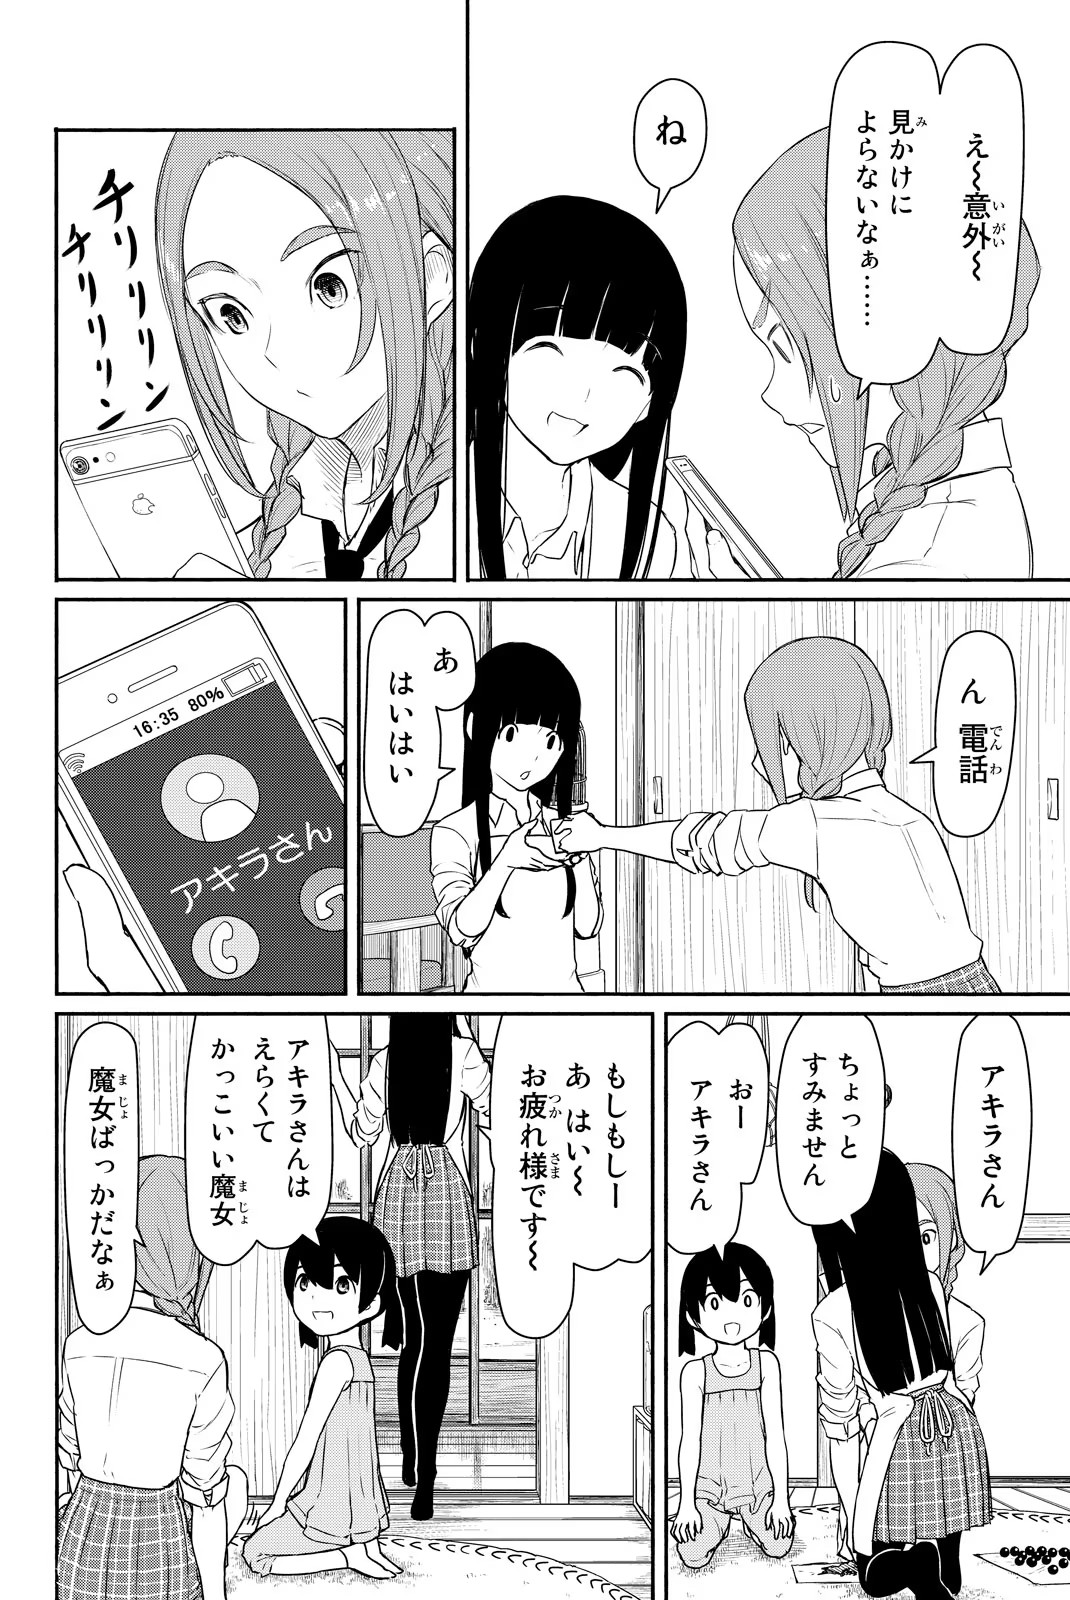 え〜意外〜
見かけに
よらないなぁ……
ね
チリリリン
チリリリン
ん 電話
あ
はいはい
16:35 80%
アキラさん
アキラさん
ちょっと
すみません
おー
アキラさん
もしもしー
あ はい〜
お疲れ様です〜
アキラさんは
えらくて
かっこいい魔女
魔女ばっかだなぁ